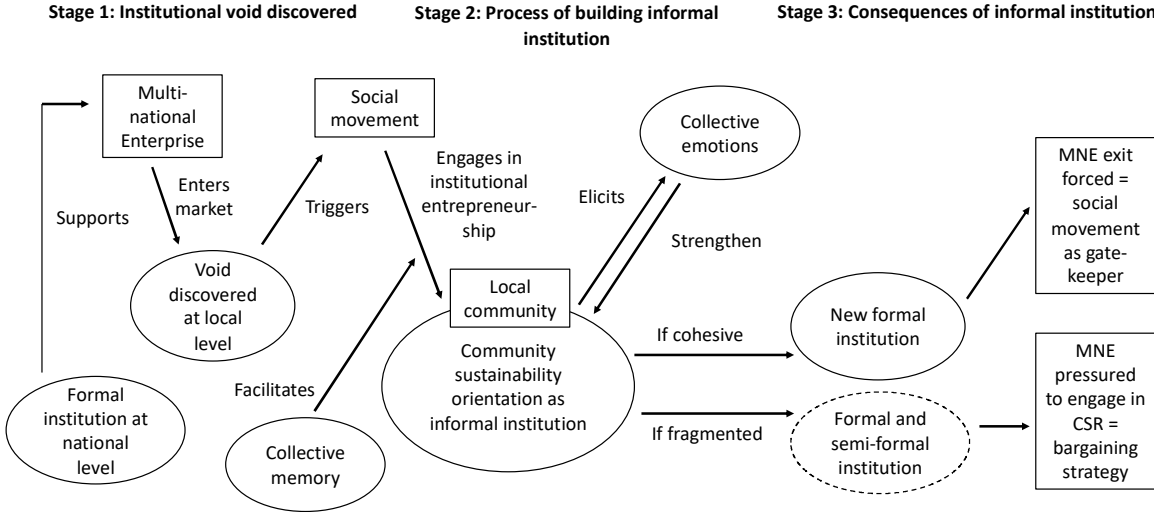 Stage 1: Institutional void discovered
Stage 2: Process of building informal
institution
Stage 3: Consequences of informal institution
Multi-
national
Enterprise
Social
movement
Collective
emotions
MNE exit
forced =
social
movement
as gate-
keeper
Supports
Enters
market
Triggers
Engages in
institutional
entrepreneur-
ship
Elicits
Strengthen
Void
discovered
at local
level
Local
community
Community
sustainability
orientation as
informal institution
If cohesive
New formal
institution
Facilitates
Formal
institution at
national
level
Collective
memory
If fragmented
Formal and
semi-formal
institution
MNE
pressured
to engage in
CSR =
bargaining
strategy